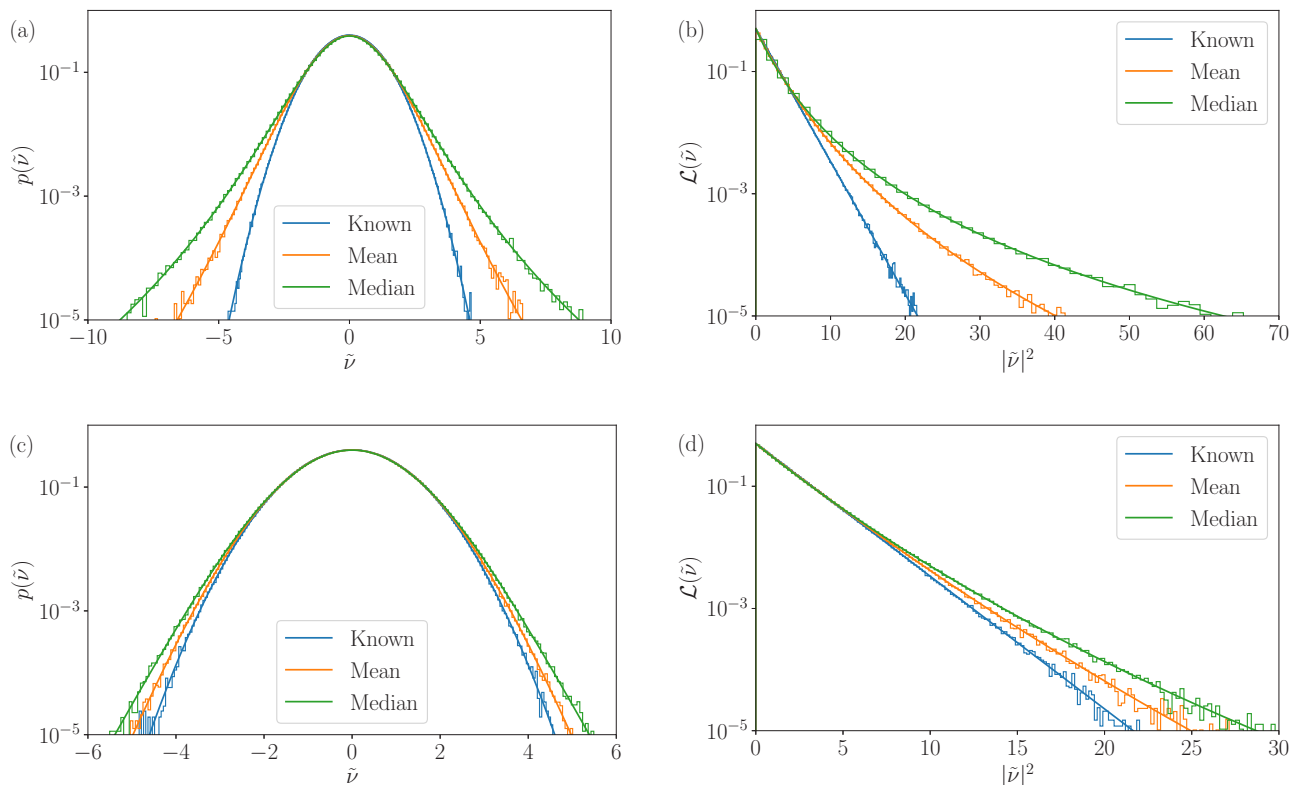 (a)
p(ν̃)
10⁻¹
10⁻³
10⁻⁵
Known
Mean
Median
−10
−5
0
5
10
ν̃
(b)
ℒ(ν̃)
10⁻¹
10⁻³
10⁻⁵
Known
Mean
Median
0
10
20
30
40
50
60
70
|ν̃|²
(c)
p(ν̃)
10⁻¹
10⁻³
10⁻⁵
Known
Mean
Median
−6
−4
−2
0
2
4
6
ν̃
(d)
ℒ(ν̃)
10⁻¹
10⁻³
10⁻⁵
Known
Mean
Median
0
5
10
15
20
25
30
|ν̃|²